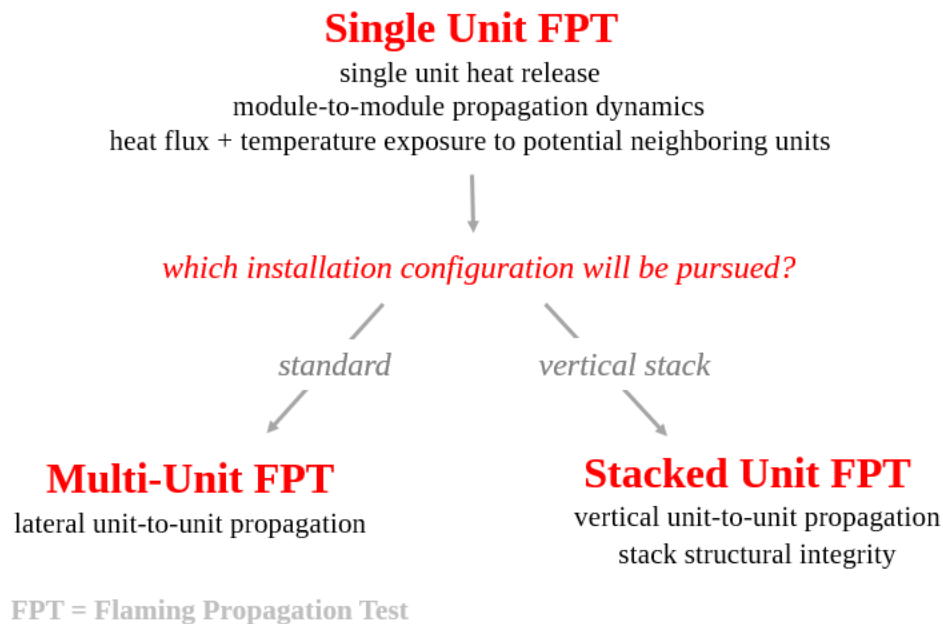 Single Unit FPT
single unit heat release
module-to-module propagation dynamics
heat flux + temperature exposure to potential neighboring units
which installation configuration will be pursued?
standard
vertical stack
Multi-Unit FPT
lateral unit-to-unit propagation
Stacked Unit FPT
vertical unit-to-unit propagation
stack structural integrity
FPT = Flaming Propagation Test